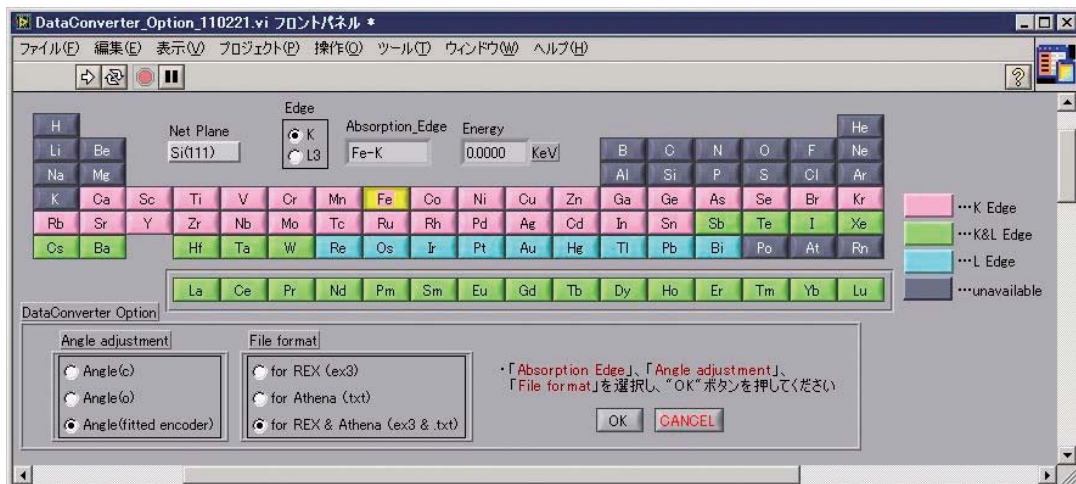 DataConverter_Option_110221.vi フロントパネル *
ファイル(F) 編集(E) 表示(V) プロジェクト(P) 操作(O) ツール(T) ウィンドウ(W) ヘルプ(H)
Edge
H Net Plane K Absorption_Edge Energy He
Li Be Si(111) L3 Fe-K 0.0000 KeV B C N O F Ne
Na Mg Al Si P S Cl Ar
K Ca Sc Ti V Cr Mn Fe Co Ni Cu Zn Ga Ge As Se Br Kr
Rb Sr Y Zr Nb Mo Tc Ru Rh Pd Ag Cd In Sn Sb Te I Xe
Cs Ba Hf Ta W Re Os Ir Pt Au Hg Tl Pb Bi Po At Rn
La Ce Pr Nd Pm Sm Eu Gd Tb Dy Ho Er Tm Yb Lu
…K Edge
…K&L Edge
…L Edge
…unavailable
DataConverter Option
Angle adjustment
Angle(c)
Angle(o)
Angle(fitted encoder)
File format
for REX (ex3)
for Athena (txt)
for REX & Athena (ex3 & .txt)
・「Absorption Edge」、「Angle adjustment」、
「File format」を選択し、"OK"ボタンを押してください
OK CANCEL